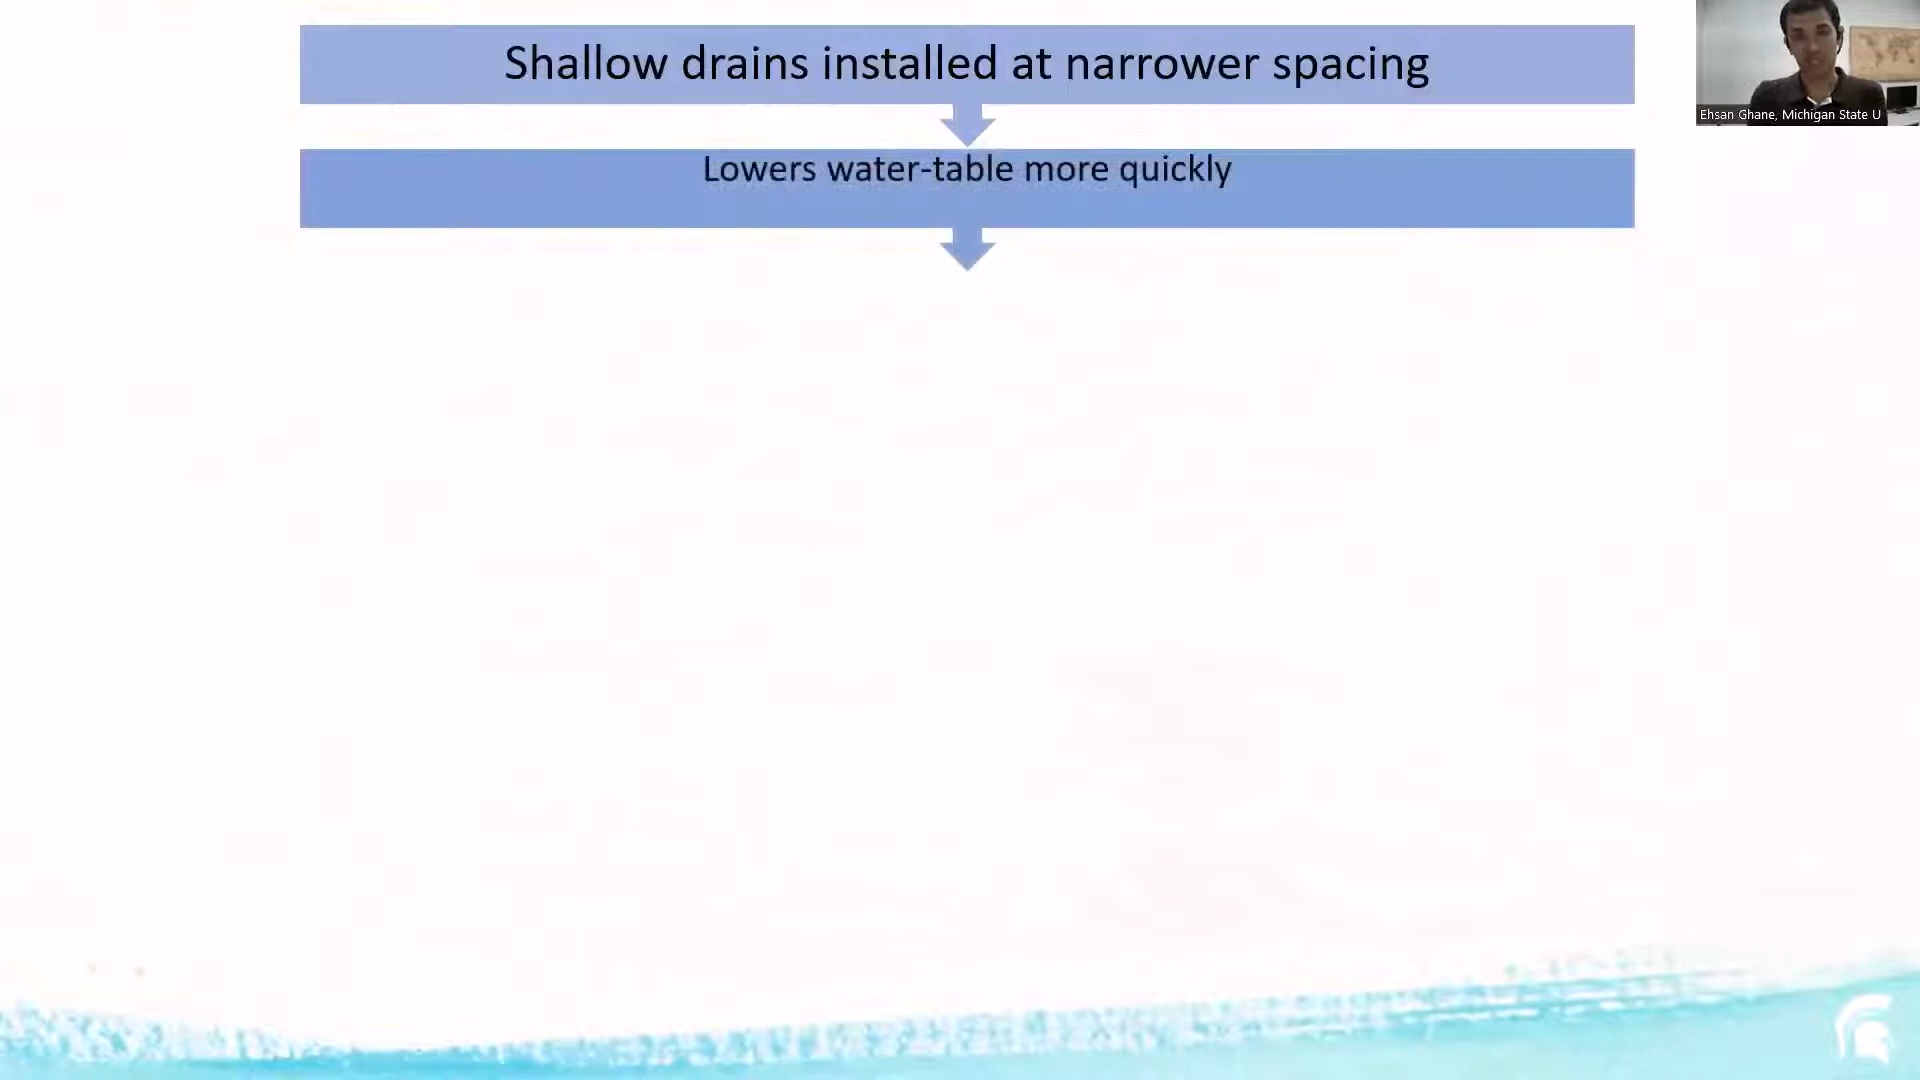 Shallow drains installed at narrower spacing
Ehsan Ghane, Michigan State U
Lowers water-table more quickly